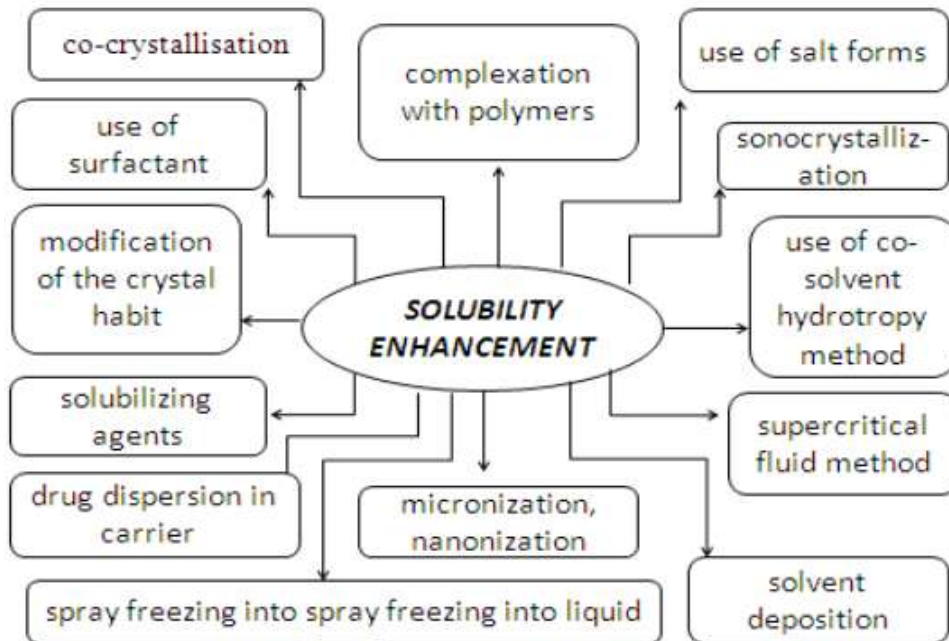 co-crystallisation
complexation
with polymers
use of salt forms
use of
surfactant
sonocrystalliz-
ation
modification
of the crystal
habit
SOLUBILITY
ENHANCEMENT
use of co-
solvent
hydrotropy
method
solubilizing
agents
supercritical
fluid method
drug dispersion in
carrier
micronization,
nanonization
spray freezing into spray freezing into liquid
solvent
deposition